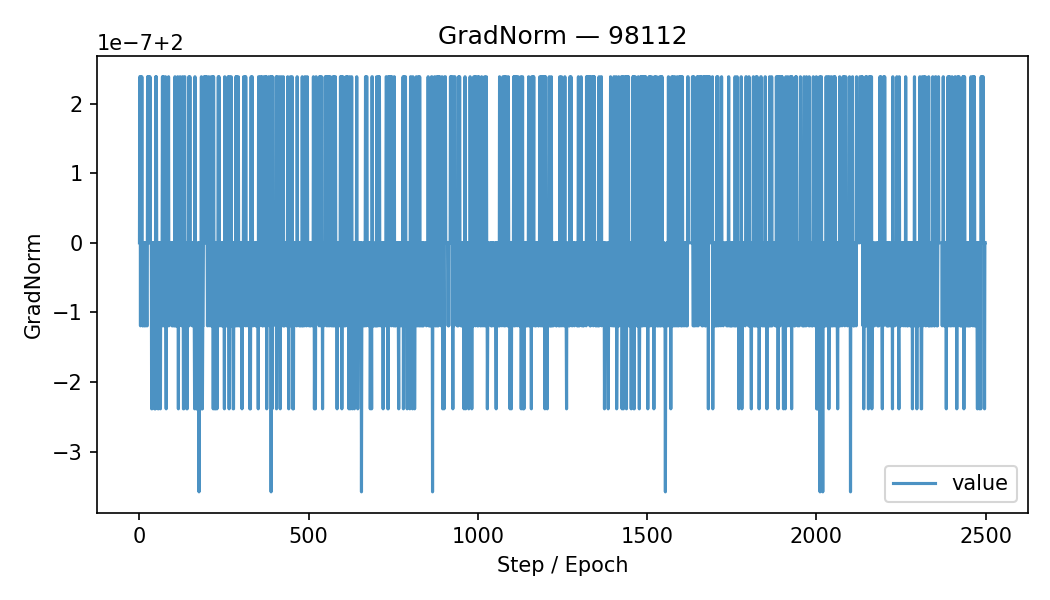 GradNorm — 98112
1e−7+2
2
1
0
−1
−2
−3
GradNorm
value
0
500
1000
1500
2000
2500
Step / Epoch